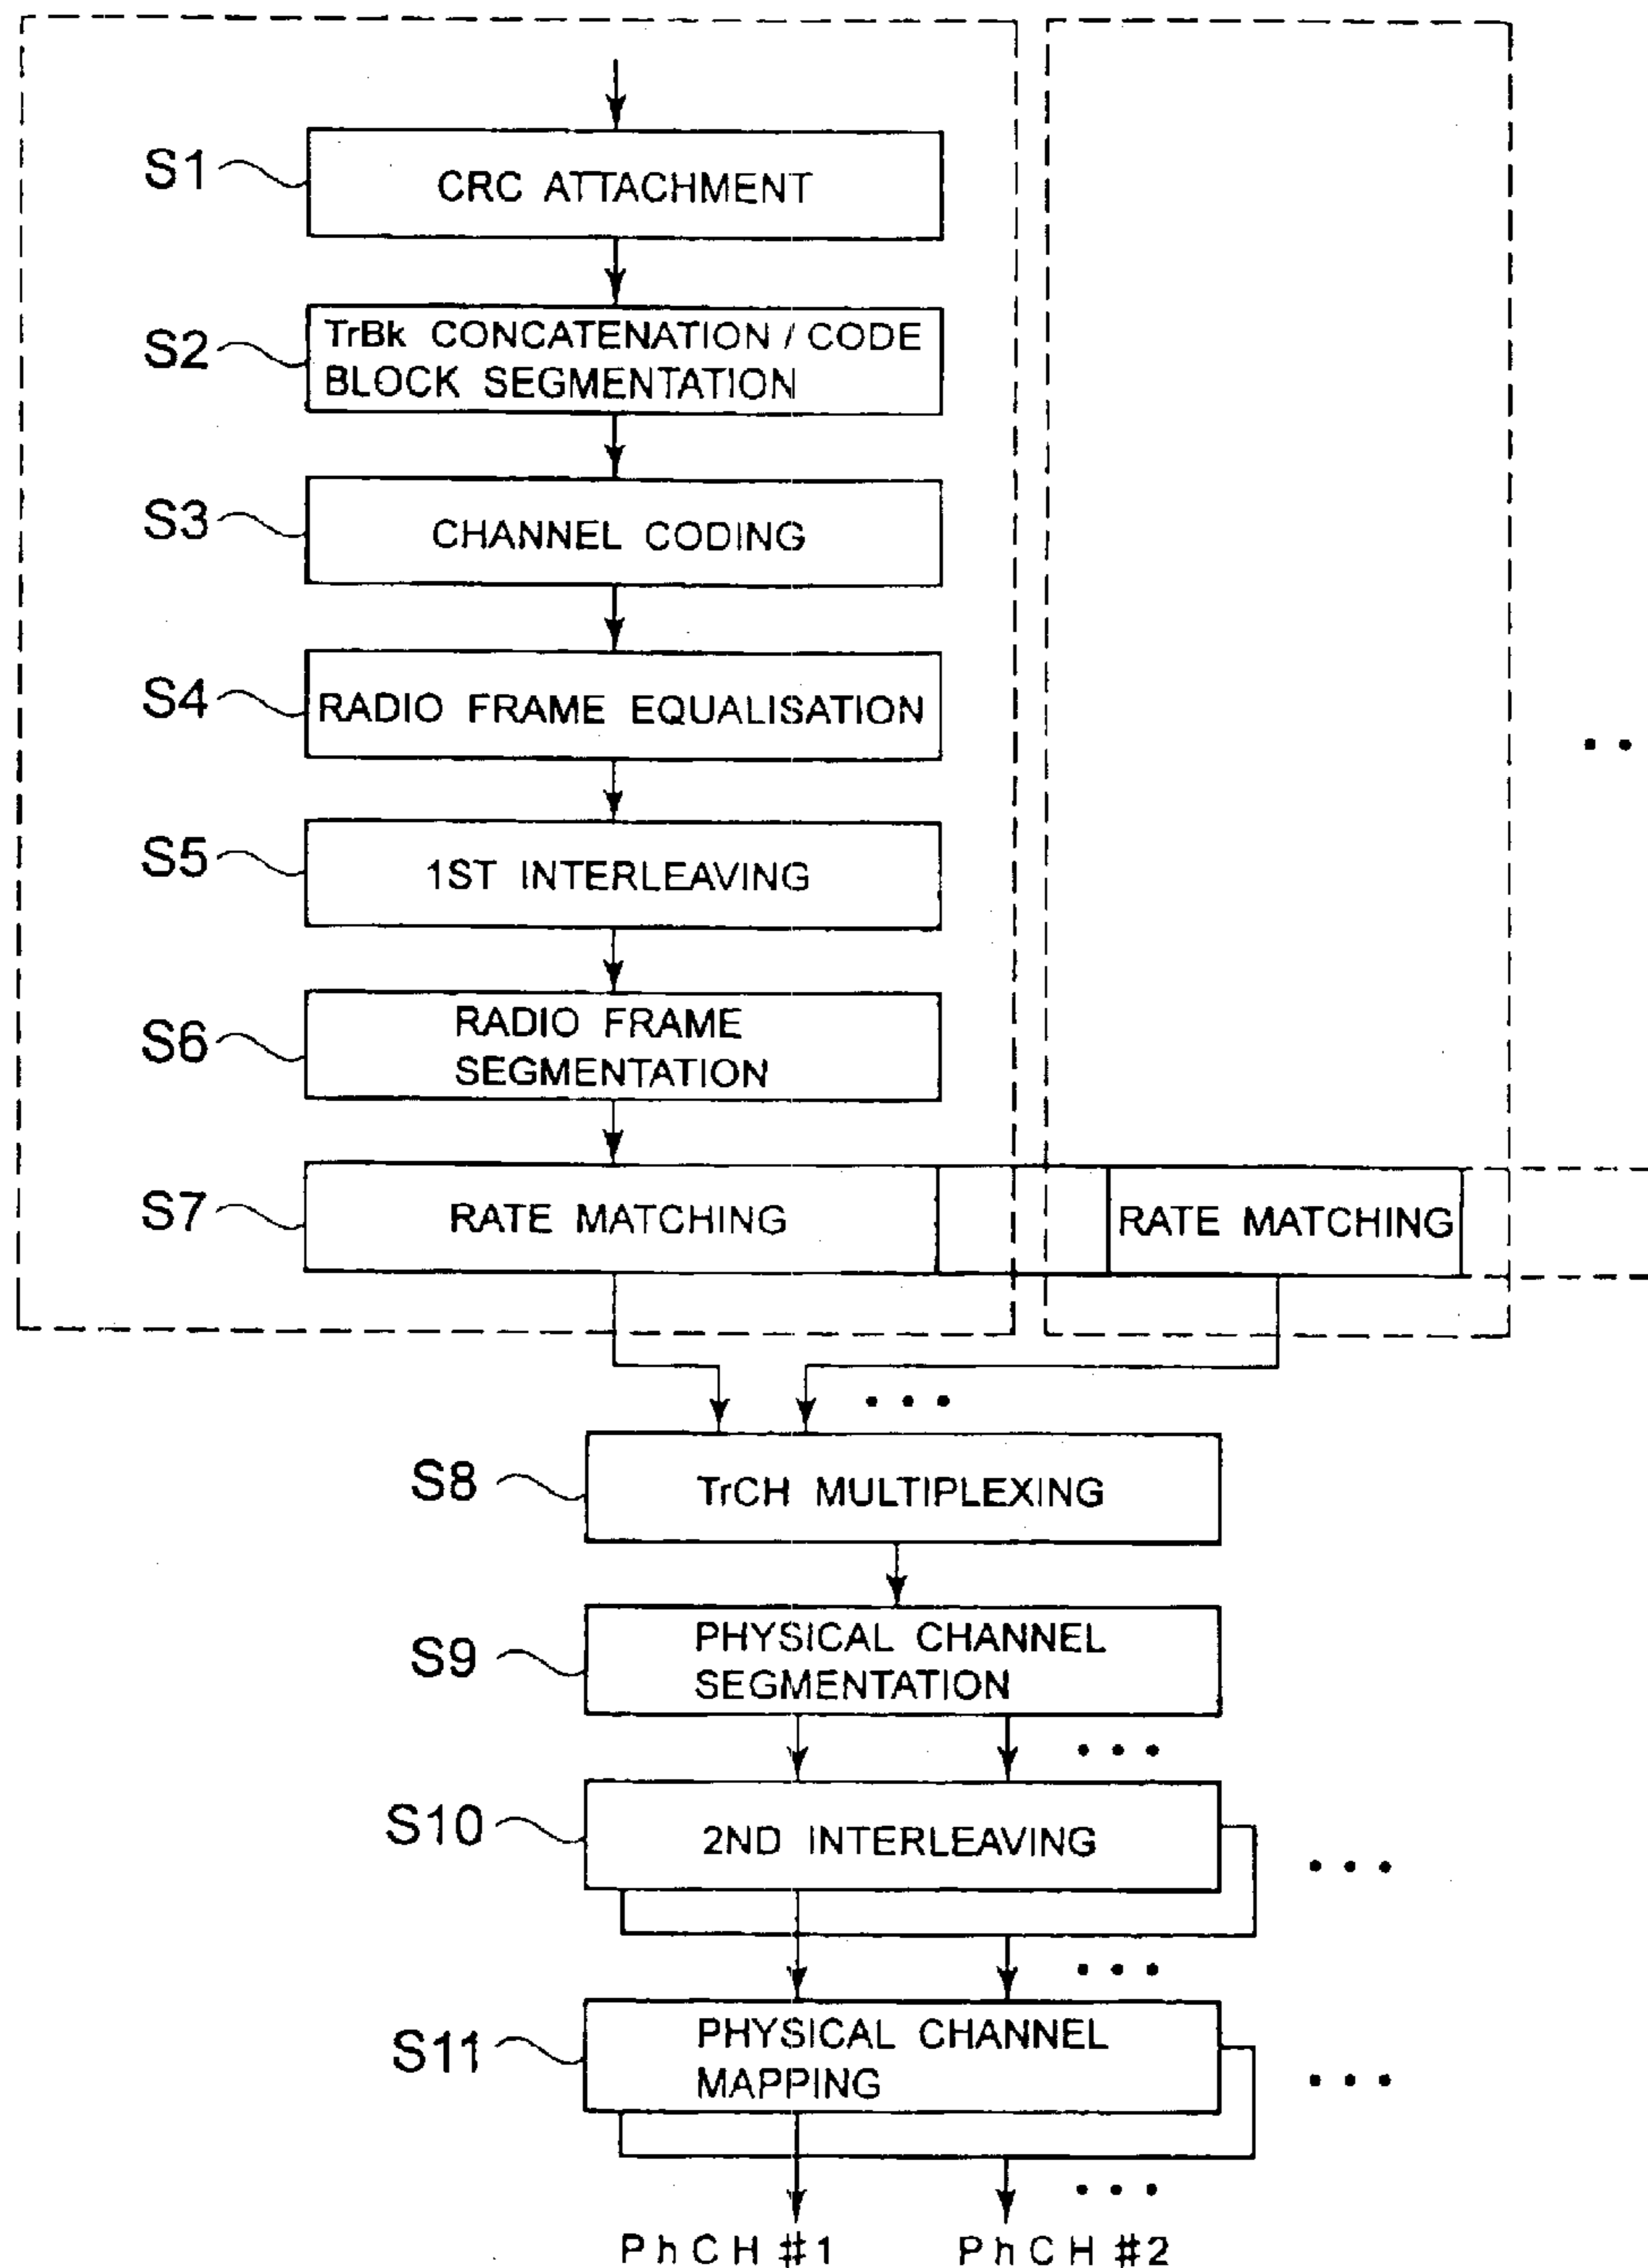 S1
CRC ATTACHMENT
S2
TrBk CONCATENATION / CODE
BLOCK SEGMENTATION
S3
CHANNEL CODING
S4
RADIO FRAME EQUALISATION
S5
1ST INTERLEAVING
S6
RADIO FRAME
SEGMENTATION
S7
RATE MATCHING
RATE MATCHING
S8
TrCH MULTIPLEXING
S9
PHYSICAL CHANNEL
SEGMENTATION
S10
2ND INTERLEAVING
S11
PHYSICAL CHANNEL
MAPPING
PhCH #1
PhCH #2